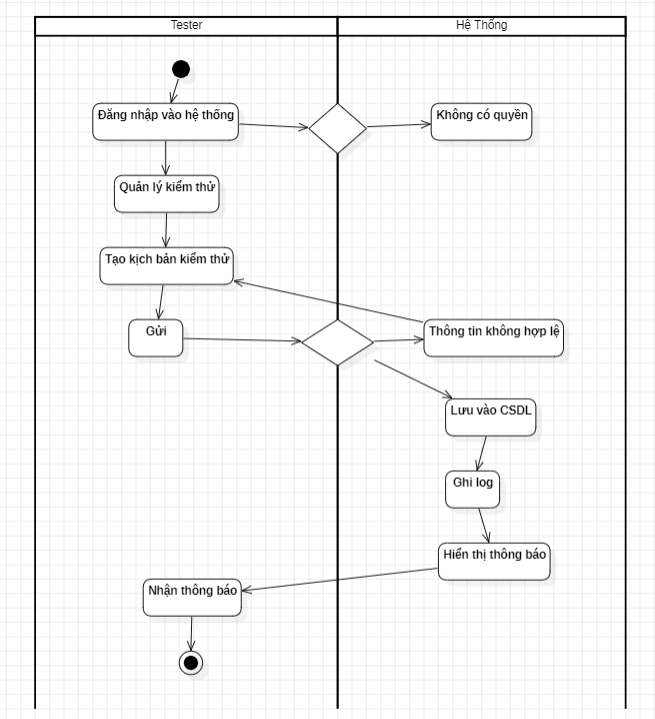 Tester
Hệ Thống
Đăng nhập vào hệ thống
Không có quyền
Quản lý kiểm thử
Tạo kịch bản kiểm thử
Gửi
Thông tin không hợp lệ
Lưu vào CSDL
Ghi log
Hiển thị thông báo
Nhận thông báo